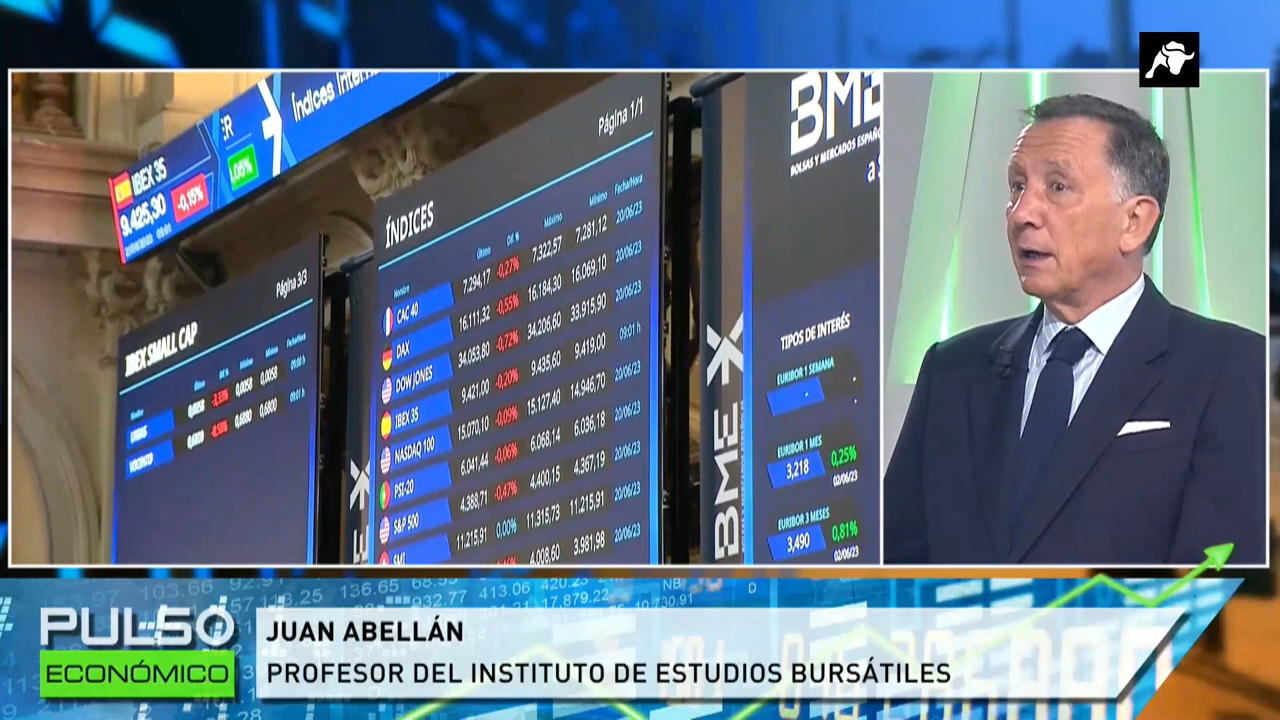 Índices
IBEX 35
9.425,30
-0,15%
IBEX SMALL CAP
Página 3/3
Último Dif. % Máximo Mínimo Fecha/Hora
ÍNDICES
Página 1/1
Nombre Último Dif. % Máximo Mínimo Fecha/Hora
CAC 40 7.294,17 -0,27% 7.322,57 7.281,12 20/06/23
DAX 16.111,32 -0,55% 16.184,30 16.069,10 20/06/23
DOW JONES 34.053,80 -0,72% 34.206,60 33.915,90 20/06/23
IBEX 35 9.421,00 -0,20% 9.435,60 9.419,00 09:01 h
NASDAQ 100 15.070,10 -0,09% 15.127,40 14.946,70 20/06/23
PSI-20 6.041,44 -0,06% 6.068,14 6.036,18 20/06/23
S&P 500 4.388,71 -0,47% 4.400,15 4.367,19 20/06/23
SMI 11.215,91 0,00% 11.315,73 11.215,91 20/06/23
4.008,60 3.981,98 20/06/23
BME
BOLSAS Y MERCADOS
BME
TIPOS DE INTERÉS
EURIBOR 1 SEMANA
EURIBOR 1 MES
3,218 0,25%
02/06/23
EURIBOR 3 MESES
3,490 0,81%
02/06/23
PULSO
ECONÓMICO
JUAN ABELLÁN
PROFESOR DEL INSTITUTO DE ESTUDIOS BURSÁTILES